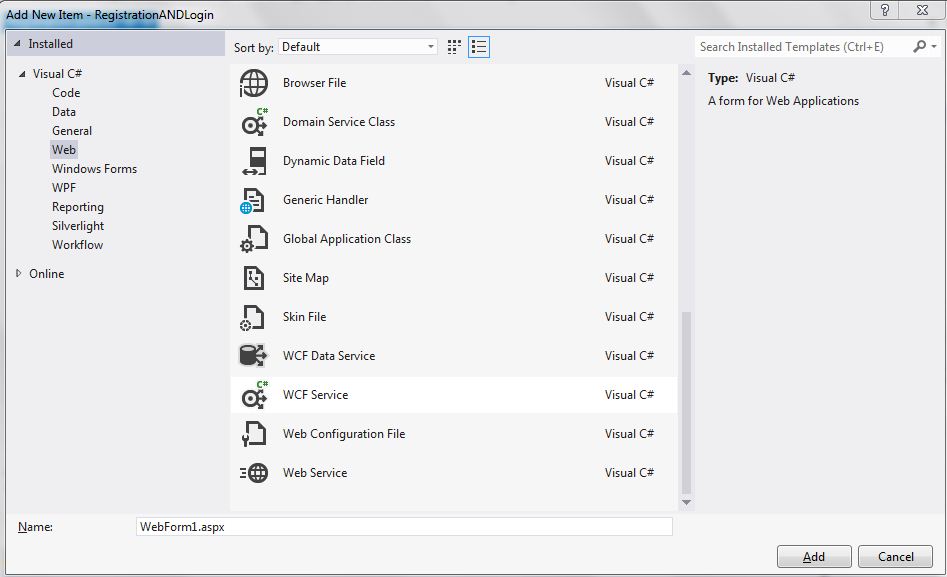 Add New Item - RegistrationANDLogin
?
Installed
Sort by: Default
Search Installed Templates (Ctrl+E)
Visual C#
Code
Data
General
Web
Windows Forms
WPF
Reporting
Silverlight
Workflow
Online
Browser File Visual C#
C# Domain Service Class Visual C#
Dynamic Data Field Visual C#
Generic Handler Visual C#
Global Application Class Visual C#
Site Map Visual C#
Skin File Visual C#
WCF Data Service Visual C#
C# WCF Service Visual C#
Web Configuration File Visual C#
Web Service Visual C#
Type: Visual C#
A form for Web Applications
Name: WebForm1.aspx
Add Cancel